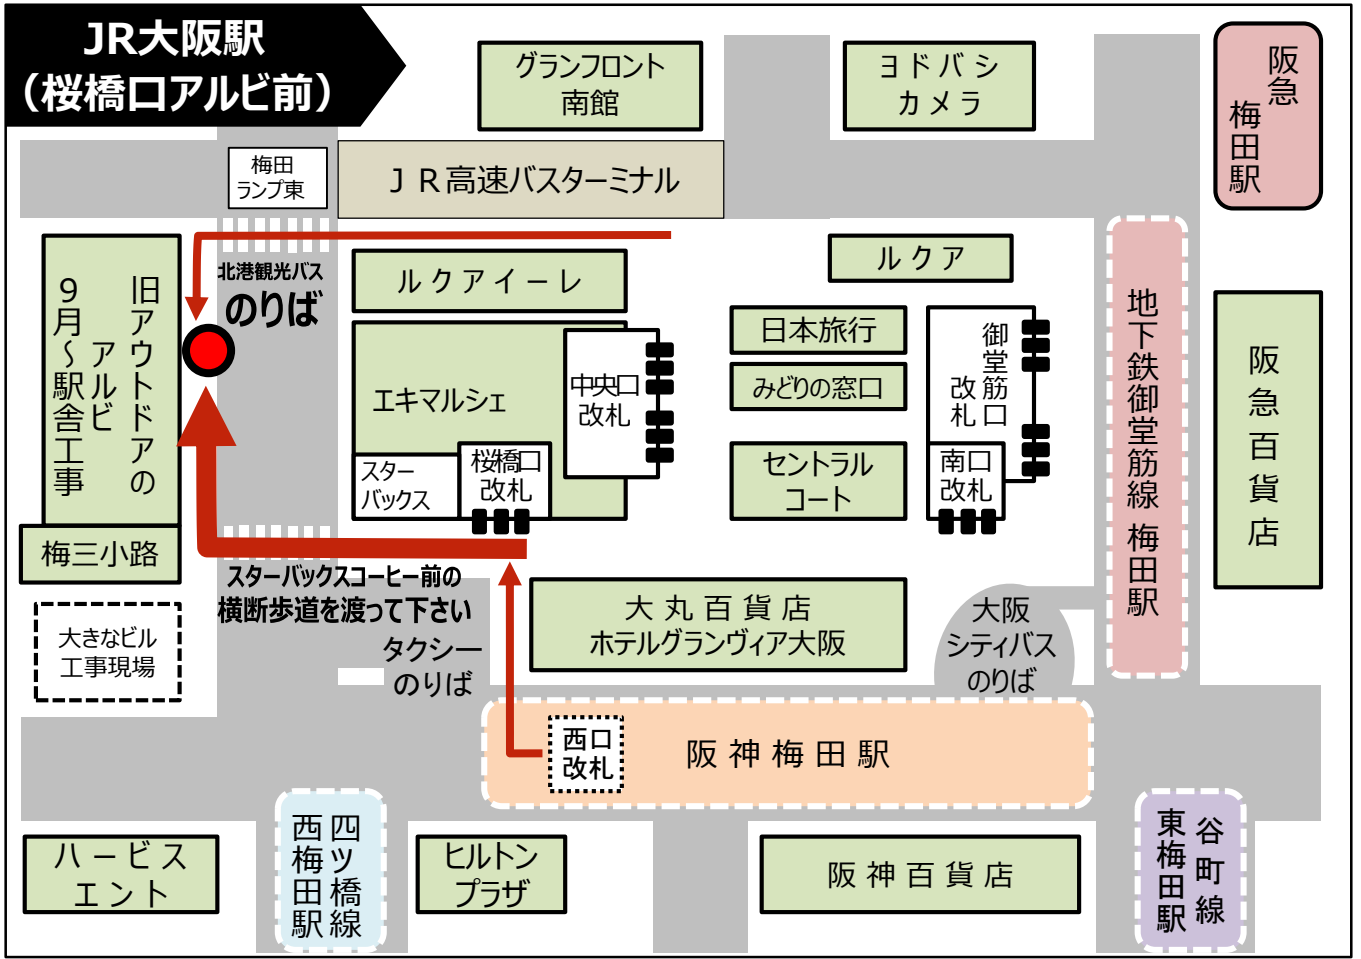 JR大阪駅
（桜橋口アルビ前）
グランフロント
南館
ヨドバシ
カメラ
阪急
梅田駅
梅田
ランプ東
ＪＲ高速バスターミナル
北港観光バス
のりば
ルクアイーレ
ルクア
旧アウトドアの
アルビ
9月～駅舎工事
エキマルシェ
中央口
改札
日本旅行
みどりの窓口
御堂筋口
改札
地下鉄御堂筋線 梅田駅
阪急百貨店
スター
バックス
桜橋口
改札
セントラル
コート
南口
改札
梅三小路
スターバックスコーヒー前の
横断歩道を渡って下さい
大きなビル
工事現場
タクシー
のりば
大丸百貨店
ホテルグランヴィア大阪
大阪
シティバス
のりば
西口
改札
阪神梅田駅
ハービス
エント
四ツ橋線
西梅田駅
ヒルトン
プラザ
阪神百貨店
谷町線
東梅田駅